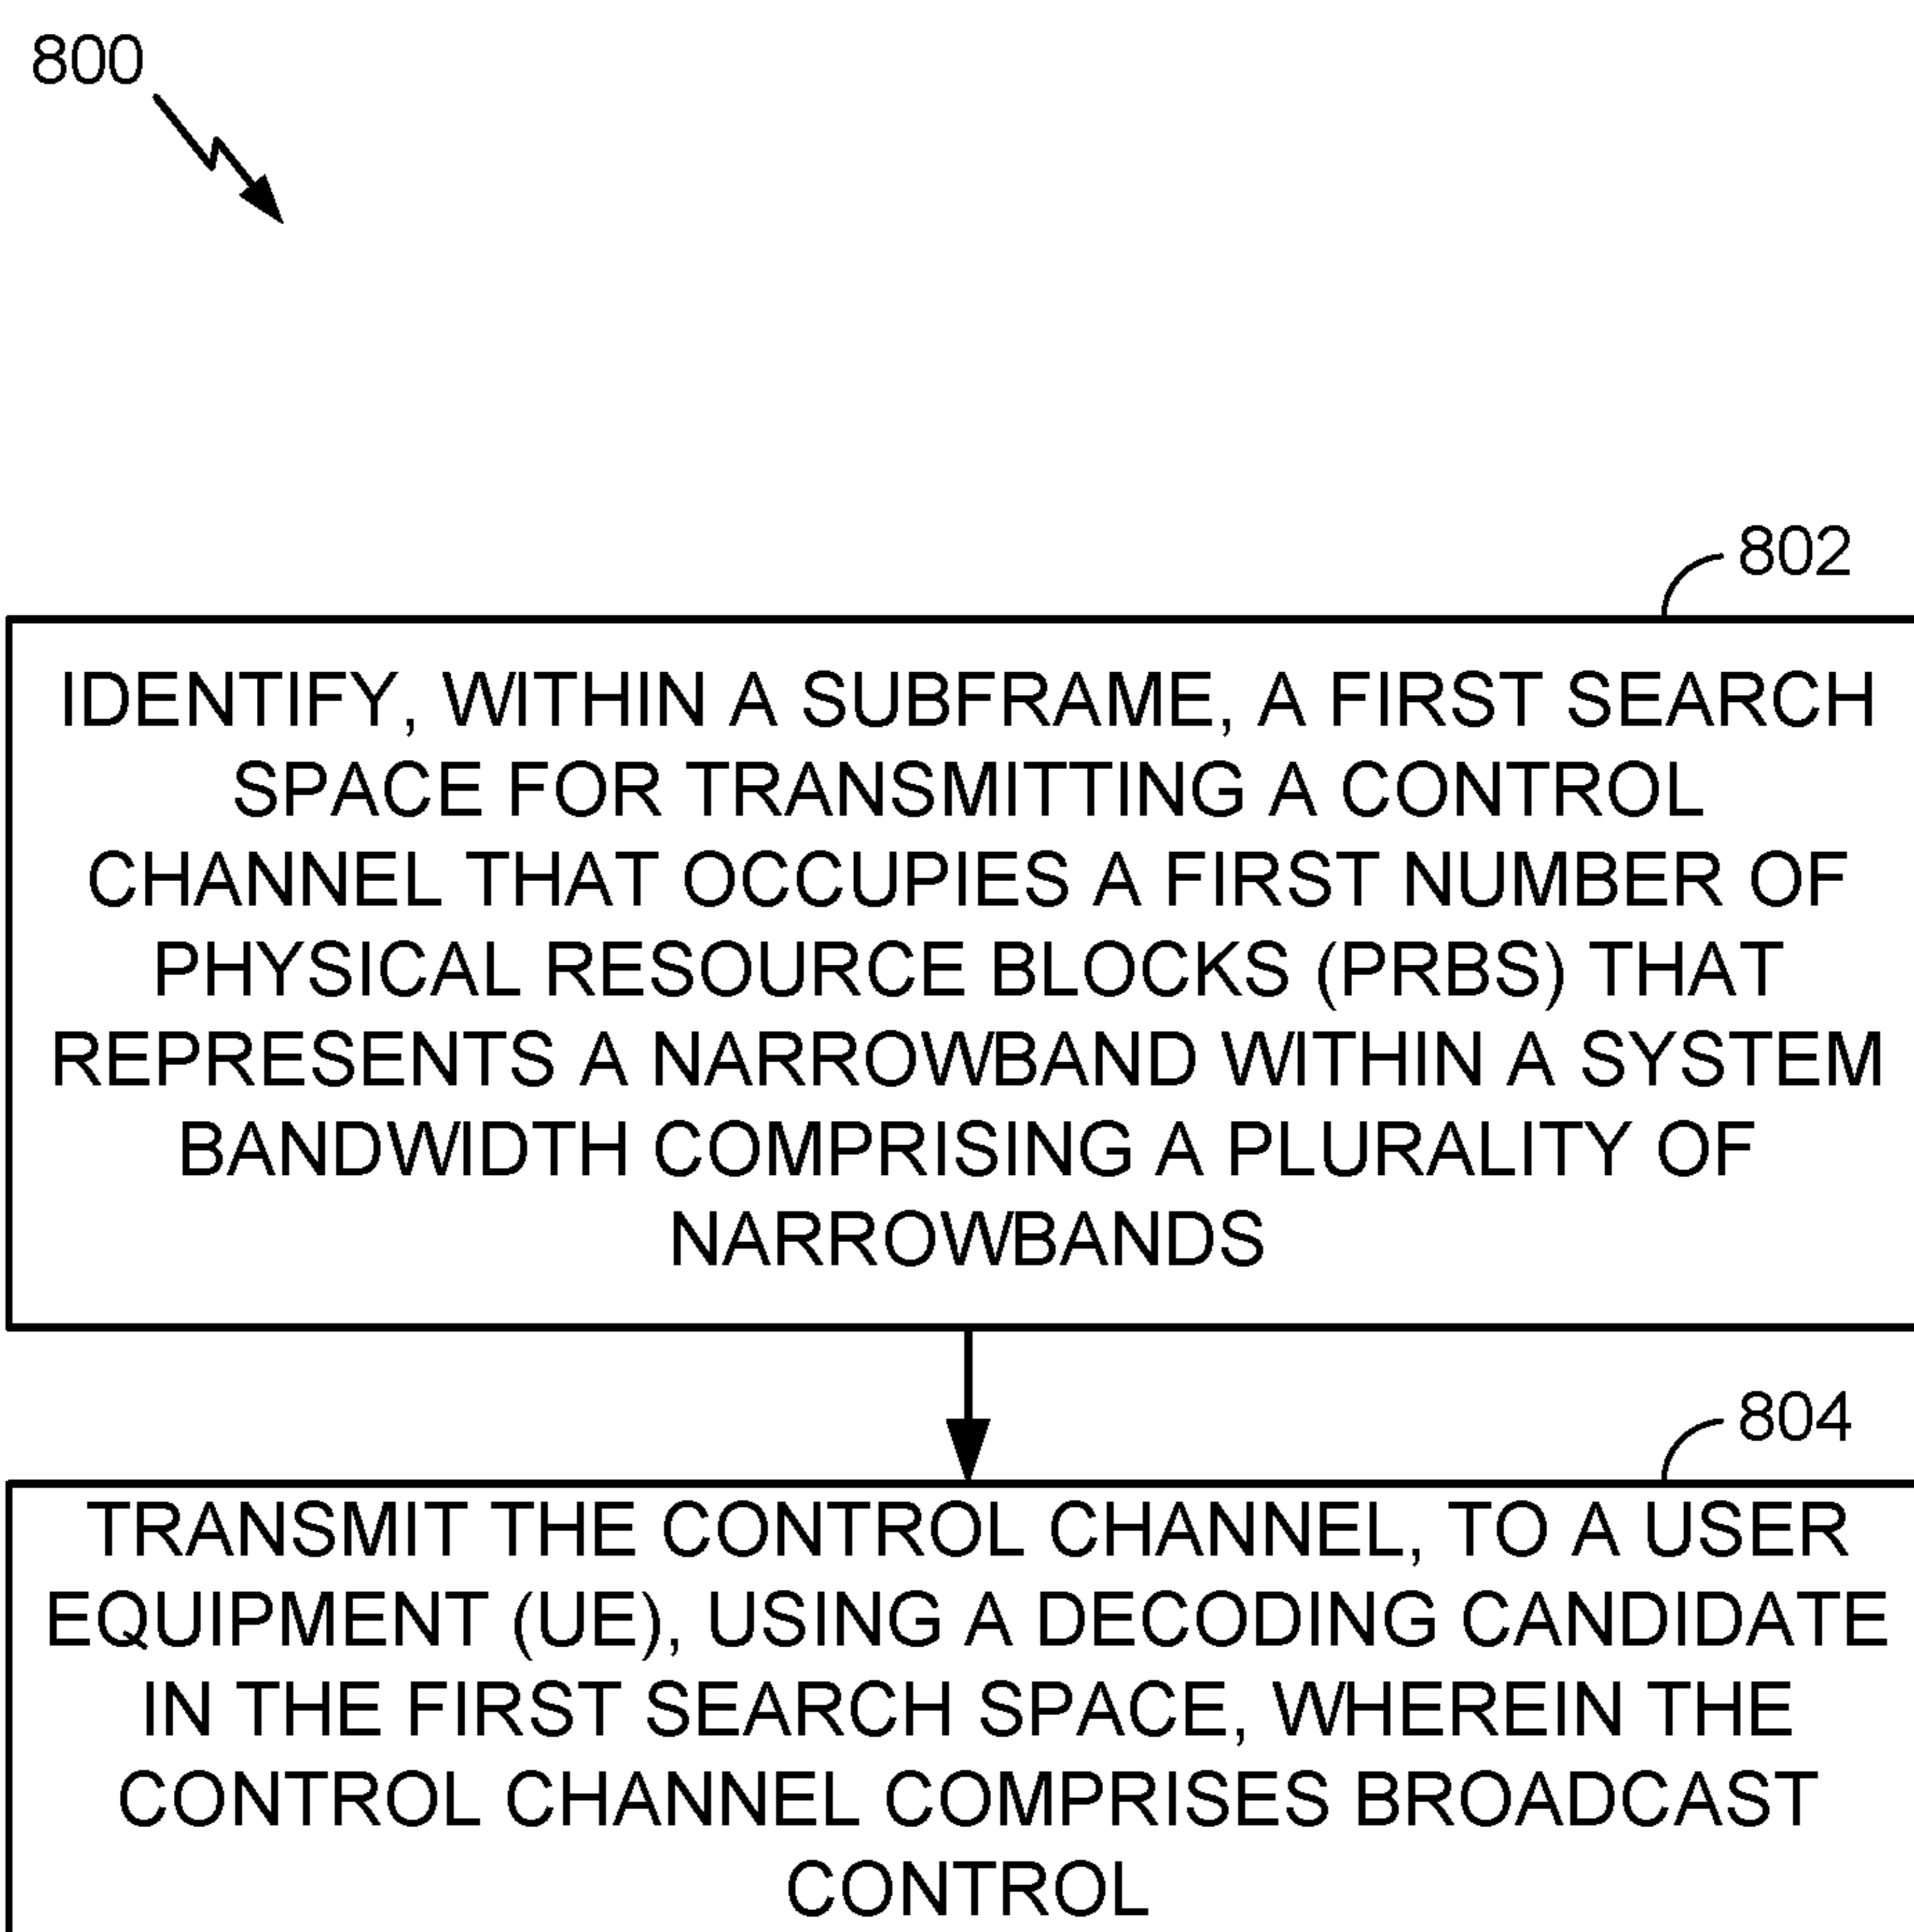 800
802
IDENTIFY, WITHIN A SUBFRAME, A FIRST SEARCH
SPACE FOR TRANSMITTING A CONTROL
CHANNEL THAT OCCUPIES A FIRST NUMBER OF
PHYSICAL RESOURCE BLOCKS (PRBS) THAT
REPRESENTS A NARROWBAND WITHIN A SYSTEM
BANDWIDTH COMPRISING A PLURALITY OF
NARROWBANDS
804
TRANSMIT THE CONTROL CHANNEL, TO A USER
EQUIPMENT (UE), USING A DECODING CANDIDATE
IN THE FIRST SEARCH SPACE, WHEREIN THE
CONTROL CHANNEL COMPRISES BROADCAST
CONTROL